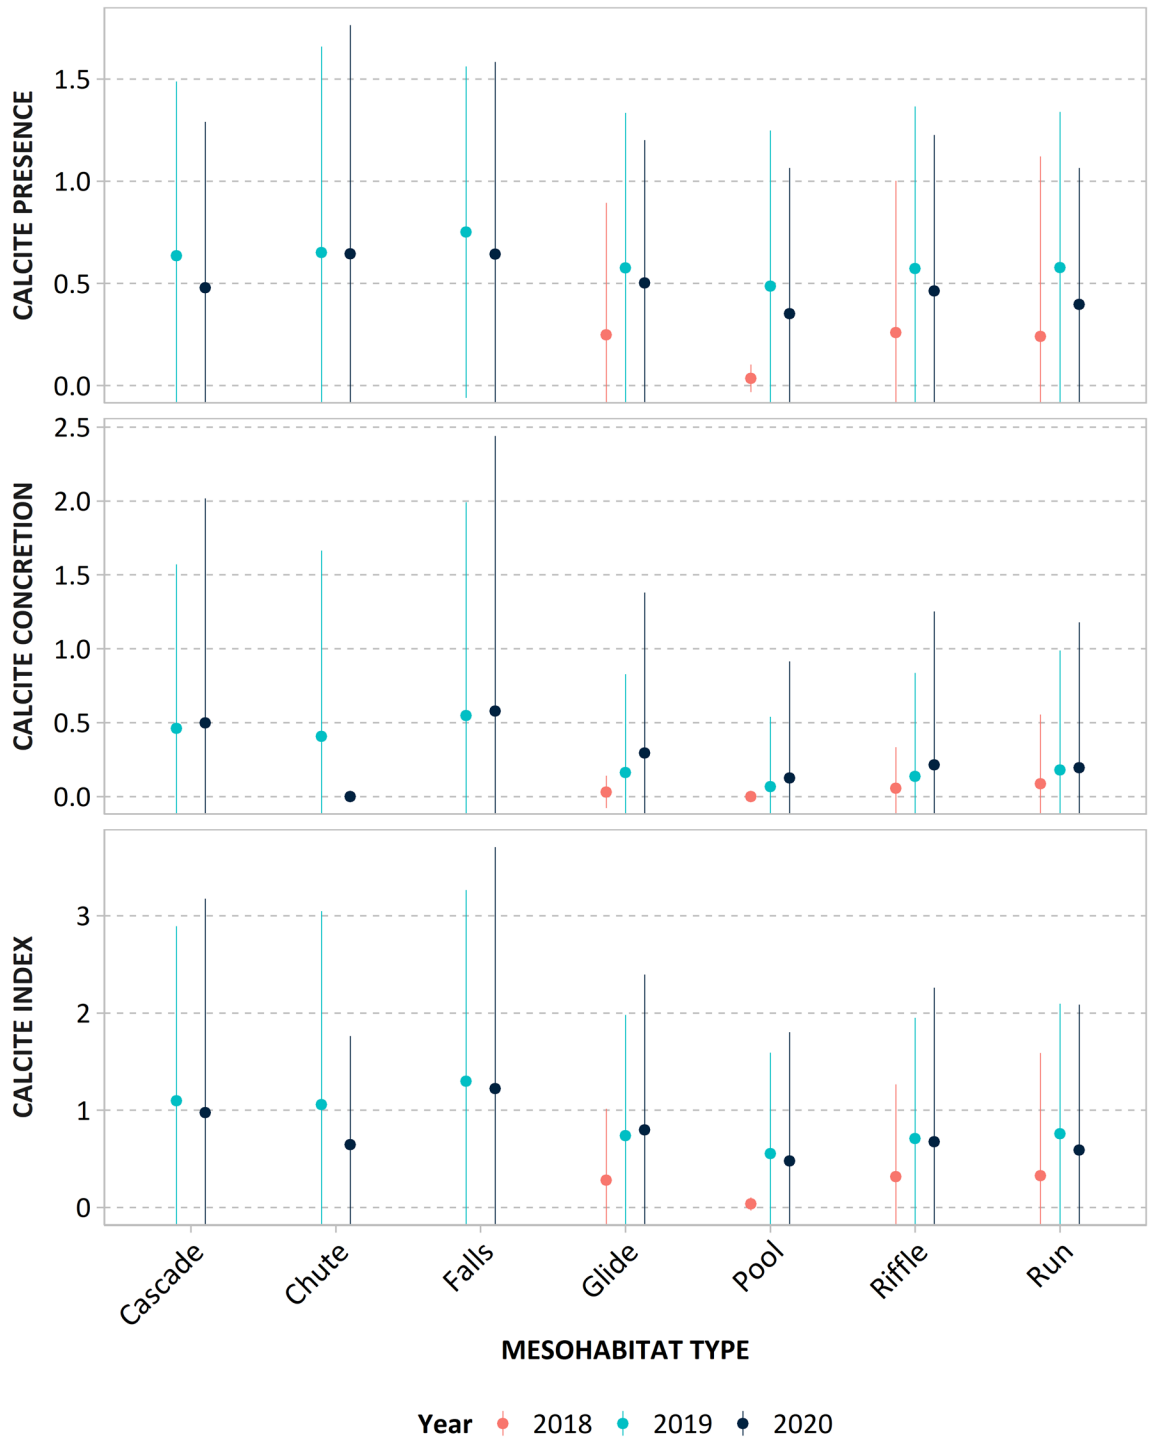 CALCITE PRESENCE
1.5
1.0
0.5
0.0
CALCITE CONCRETION
2.5
2.0
1.5
1.0
0.5
0.0
CALCITE INDEX
3
2
1
0
Cascade
Chute
Falls
Glide
Pool
Riffle
Run
MESOHABITAT TYPE
Year 2018 2019 2020